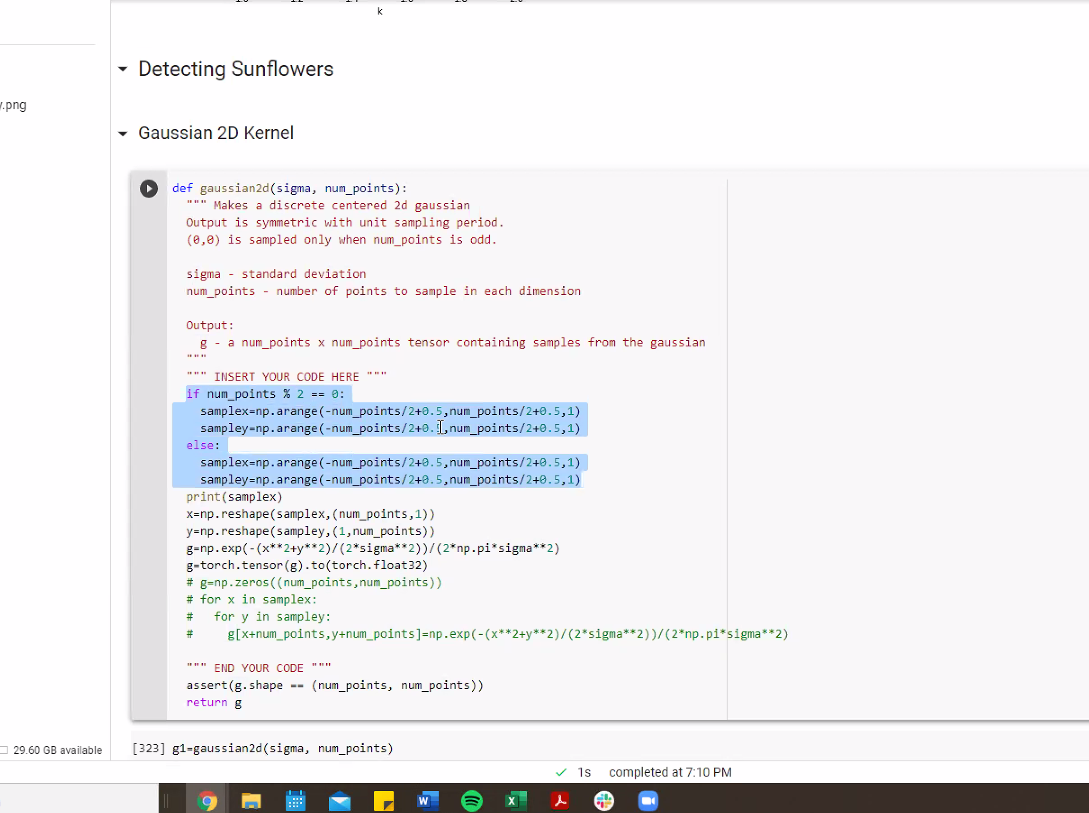 k
Detecting Sunflowers
y.png
Gaussian 2D Kernel
def gaussian2d(sigma, num_points):
""" Makes a discrete centered 2d gaussian
Output is symmetric with unit sampling period.
(0,0) is sampled only when num_points is odd.
sigma - standard deviation
num_points - number of points to sample in each dimension
Output:
g - a num_points x num_points tensor containing samples from the gaussian
"""
""" INSERT YOUR CODE HERE """
if num_points % 2 == 0:
samplex=np.arange(-num_points/2+0.5,num_points/2+0.5,1)
sampley=np.arange(-num_points/2+0.5,num_points/2+0.5,1)
else:
samplex=np.arange(-num_points/2+0.5,num_points/2+0.5,1)
sampley=np.arange(-num_points/2+0.5,num_points/2+0.5,1)
print(samplex)
x=np.reshape(samplex,(num_points,1))
y=np.reshape(sampley,(1,num_points))
g=np.exp(-(x**2+y**2)/(2*sigma**2))/(2*np.pi*sigma**2)
g=torch.tensor(g).to(torch.float32)
# g=np.zeros((num_points,num_points))
# for x in samplex:
#   for y in sampley:
#     g[x+num_points,y+num_points]=np.exp(-(x**2+y**2)/(2*sigma**2))/(2*np.pi*sigma**2)
""" END YOUR CODE """
assert(g.shape == (num_points, num_points))
return g
29.60 GB available
[323] g1=gaussian2d(sigma, num_points)
1s completed at 7:10 PM